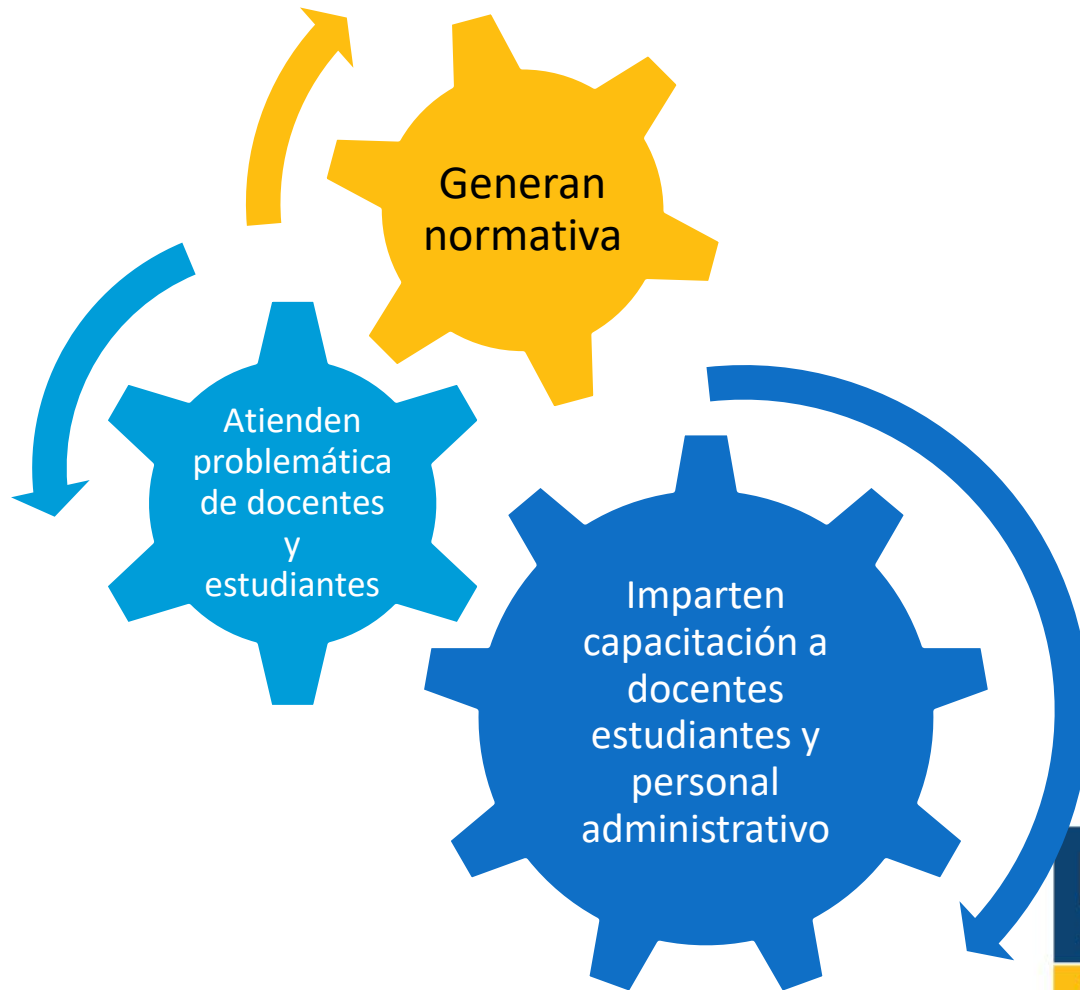 Generan
normativa
Atienden
problemática
de docentes
y
estudiantes
Imparten
capacitación a
docentes
estudiantes y
personal
administrativo